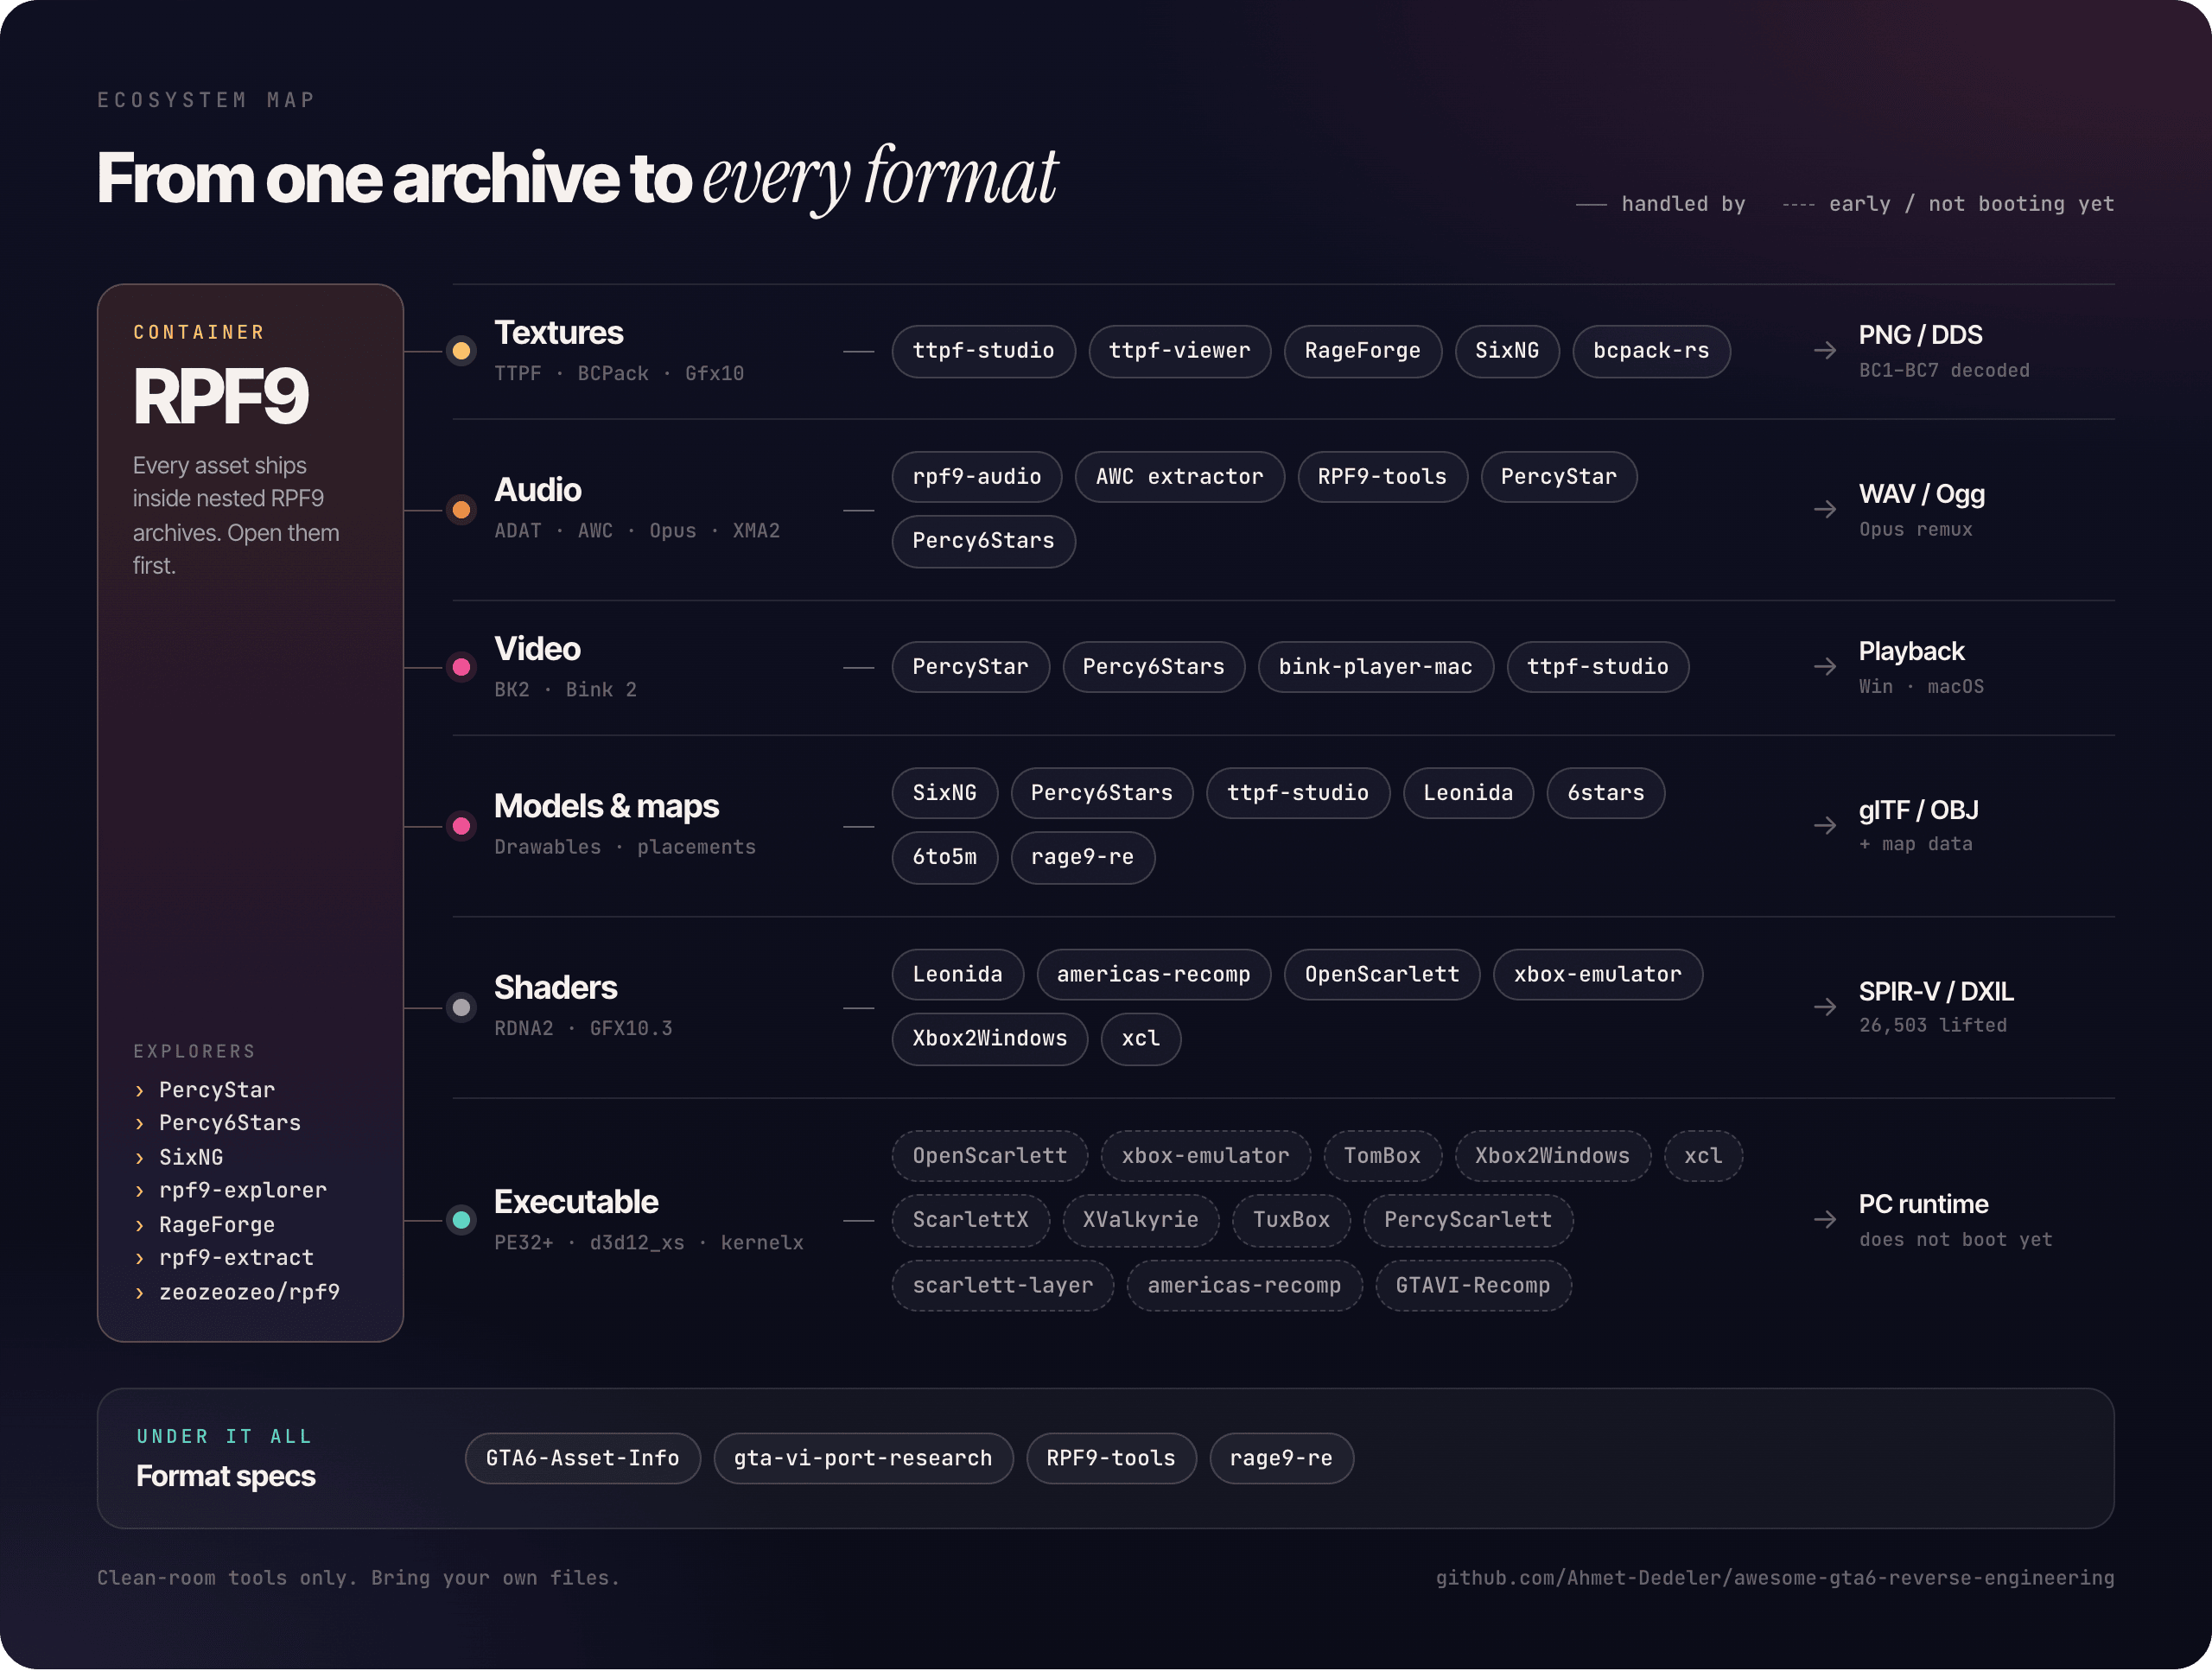 ECOSYSTEM MAP
From one archive to every format
handled by
early / not booting yet
CONTAINER
RPF9
Every asset ships
inside nested RPF9
archives. Open them
first.
EXPLORERS
› PercyStar
› Percy6Stars
› SixNG
› rpf9-explorer
› RageForge
› rpf9-extract
› zeozeozeo/rpf9
Textures
TTPF · BCPack · Gfx10
ttpf-studio ttpf-viewer RageForge SixNG bcpack-rs
→ PNG / DDS
BC1–BC7 decoded
Audio
ADAT · AWC · Opus · XMA2
rpf9-audio AWC extractor RPF9-tools PercyStar
Percy6Stars
→ WAV / Ogg
Opus remux
Video
BK2 · Bink 2
PercyStar Percy6Stars bink-player-mac ttpf-studio
→ Playback
Win · macOS
Models & maps
Drawables · placements
SixNG Percy6Stars ttpf-studio Leonida 6stars
6to5m rage9-re
→ glTF / OBJ
+ map data
Shaders
RDNA2 · GFX10.3
Leonida americas-recomp OpenScarlett xbox-emulator
Xbox2Windows xcl
→ SPIR-V / DXIL
26,503 lifted
Executable
PE32+ · d3d12_xs · kernelx
OpenScarlett xbox-emulator TomBox Xbox2Windows xcl
ScarlettX XValkyrie TuxBox PercyScarlett
scarlett-layer americas-recomp GTAVI-Recomp
→ PC runtime
does not boot yet
UNDER IT ALL
Format specs
GTA6-Asset-Info gta-vi-port-research RPF9-tools rage9-re
Clean-room tools only. Bring your own files.
github.com/Ahmet-Dedeler/awesome-gta6-reverse-engineering